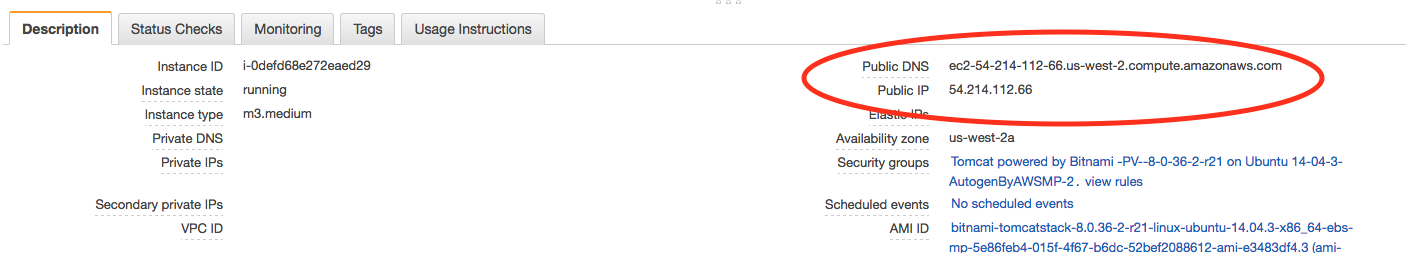 Description Status Checks Monitoring Tags Usage Instructions
Instance ID i-0defd68e272eaed29
Instance state running
Instance type m3.medium
Private DNS
Private IPs
Secondary private IPs
VPC ID
Public DNS ec2-54-214-112-66.us-west-2.compute.amazonaws.com
Public IP 54.214.112.66
Elastic IPs
Availability zone us-west-2a
Security groups Tomcat powered by Bitnami -PV--8-0-36-2-r21 on Ubuntu 14-04-3-
AutogenByAWSMP-2. view rules
Scheduled events No scheduled events
AMI ID bitnami-tomcatstack-8.0.36-2-r21-linux-ubuntu-14.04.3-x86_64-ebs-
mp-5e86feb4-015f-4f67-b6dc-52bef2088612-ami-e3483df4.3 (ami-